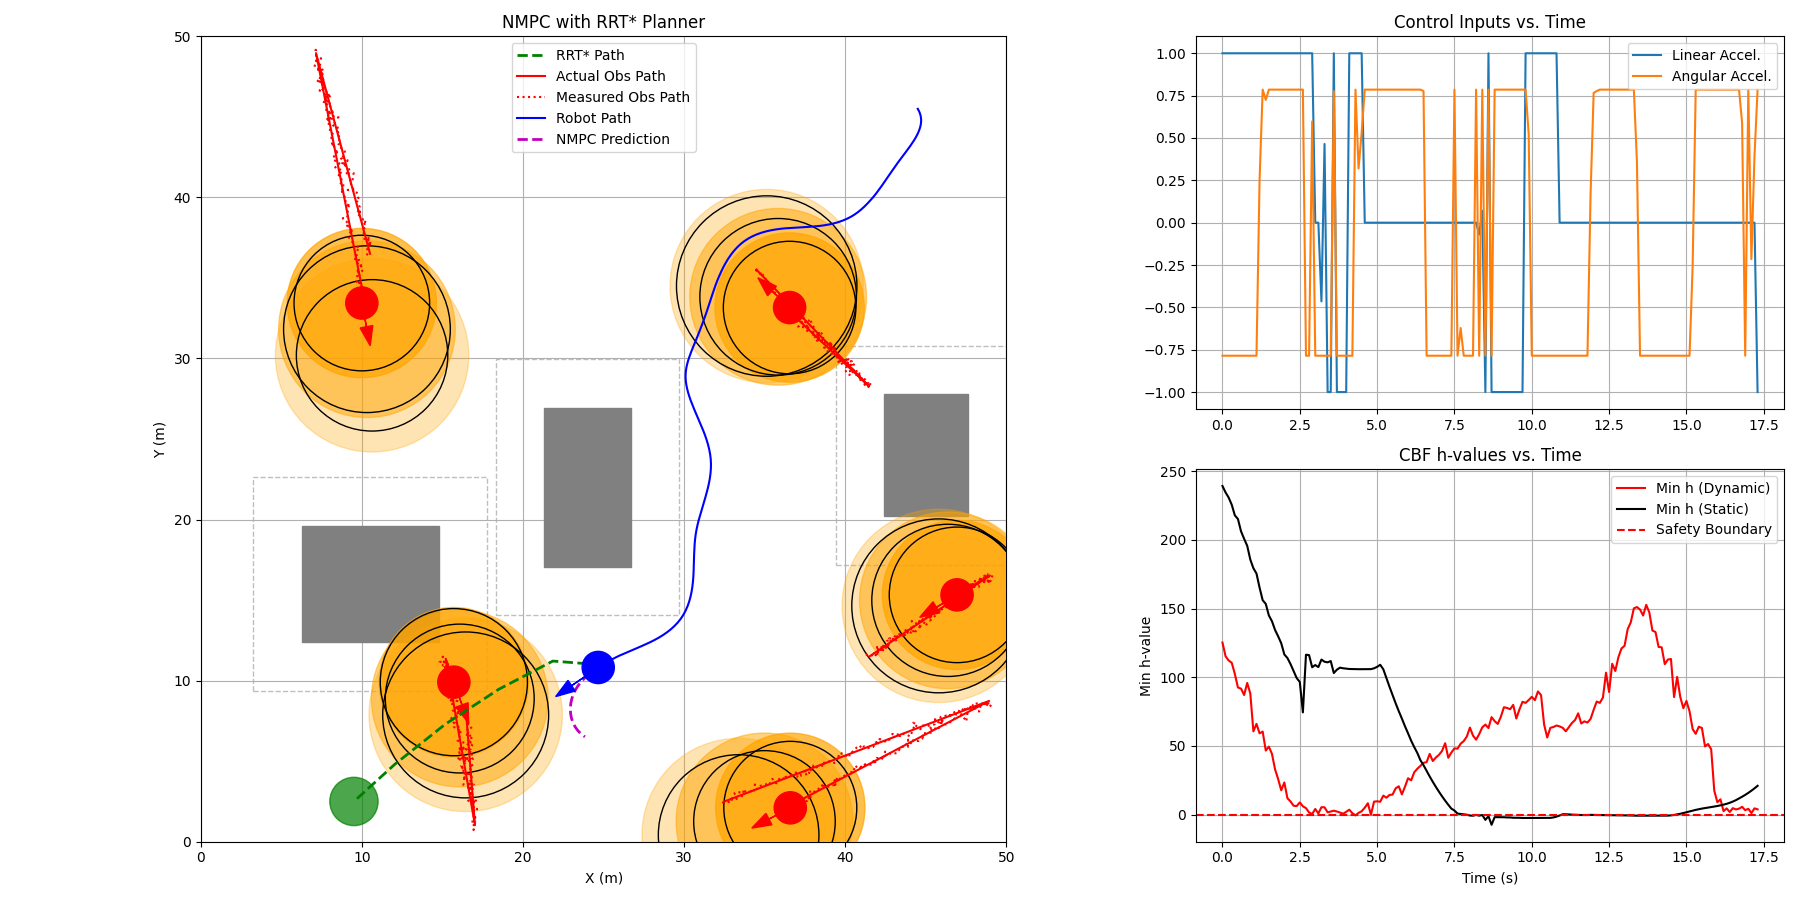 NMPC with RRT* Planner
50
40
30
20
10
0
Y (m)
RRT* Path
Actual Obs Path
Measured Obs Path
Robot Path
NMPC Prediction
0
10
20
30
40
50
X (m)
Control Inputs vs. Time
1.00
0.75
0.50
0.25
0.00
−0.25
−0.50
−0.75
−1.00
Linear Accel.
Angular Accel.
0.0
2.5
5.0
7.5
10.0
12.5
15.0
17.5
CBF h-values vs. Time
250
200
150
100
50
0
Min h-value
Min h (Dynamic)
Min h (Static)
Safety Boundary
0.0
2.5
5.0
7.5
10.0
12.5
15.0
17.5
Time (s)